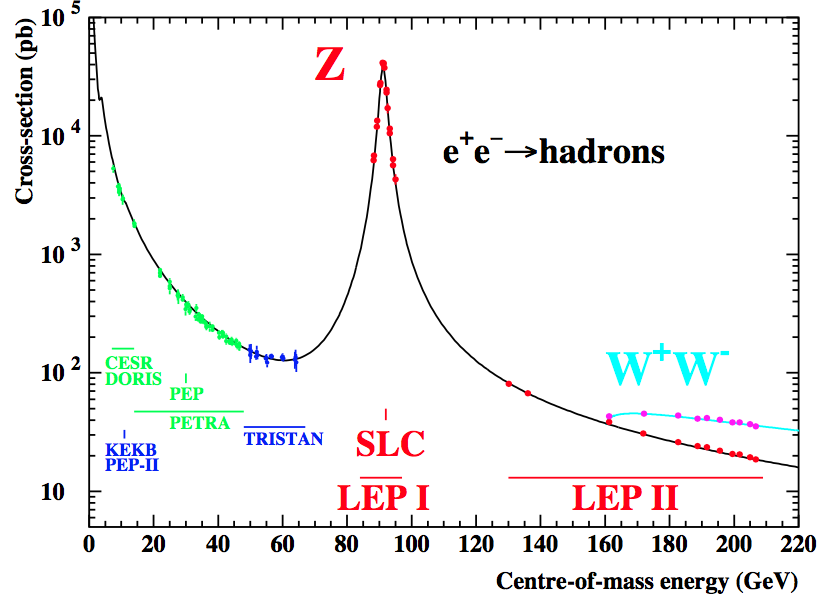 Cross-section (pb)
10^5
10^4
10^3
10^2
10
Z
e^+e^-→hadrons
W^+W^-
CESR
DORIS
PEP
PETRA
KEKB
PEP-II
TRISTAN
SLC
LEP I
LEP II
0 20 40 60 80 100 120 140 160 180 200 220
Centre-of-mass energy (GeV)